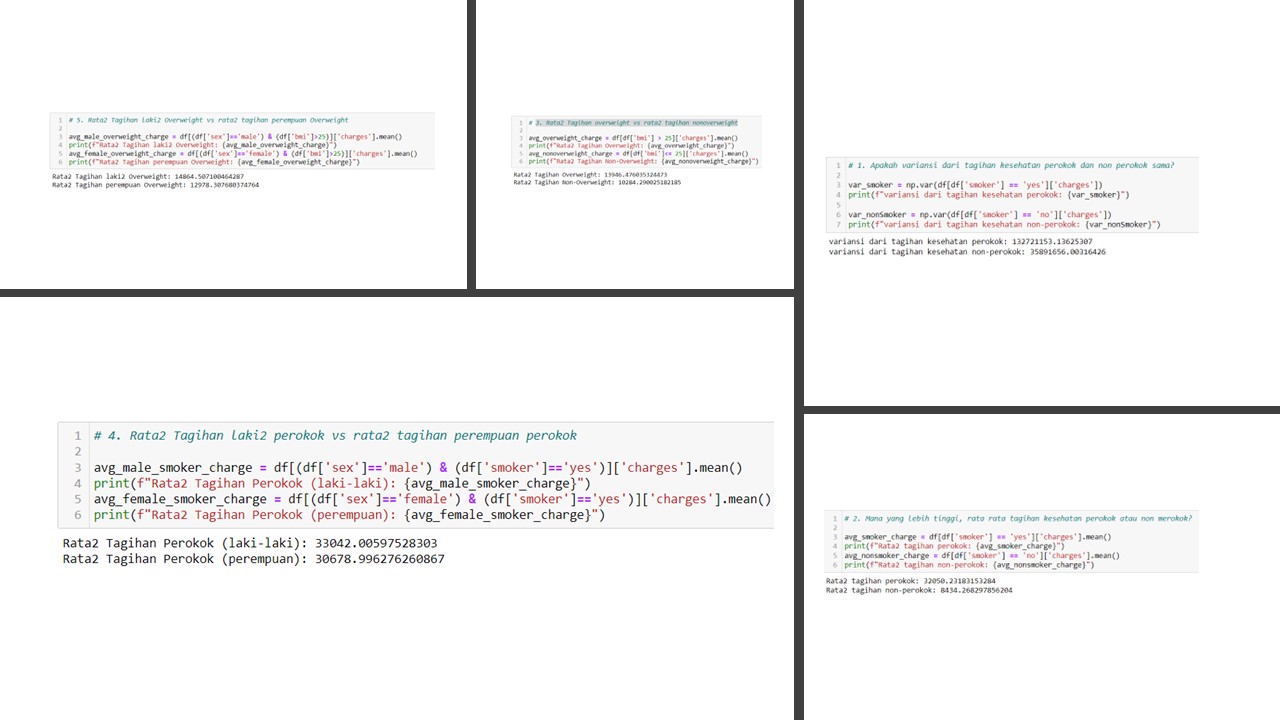 1 # 5. Rata2 Tagihan laki2 Overweight vs rata2 tagihan perempuan Overweight
2
3 avg_male_overweight_charge = df[(df['sex']=='male') & (df['bmi']>25)]['charges'].mean()
4 print(f"Rata2 Tagihan laki2 Overweight: {avg_male_overweight_charge}")
5 avg_female_overweight_charge = df[(df['sex']=='female') & (df['bmi']>25)]['charges'].mean()
6 print(f"Rata2 Tagihan perempuan Overweight: {avg_female_overweight_charge}")
Rata2 Tagihan laki2 Overweight: 14864.507100464287
Rata2 Tagihan perempuan Overweight: 12978.307680374764
1 # 3. Rata2 Tagihan overweight vs rata2 tagihan nonoverweight
2
3 avg_overweight_charge = df[df['bmi'] > 25]['charges'].mean()
4 print(f"Rata2 Tagihan Overweight: {avg_overweight_charge}")
5 avg_nonoverweight_charge = df[df['bmi']<= 25]['charges'].mean()
6 print(f"Rata2 Tagihan Non-Overweight: {avg_nonoverweight_charge}")
Rata2 Tagihan Overweight: 13946.476035324473
Rata2 Tagihan Non-Overweight: 10284.290025182185
1 # 1. Apakah variansi dari tagihan kesehatan perokok dan non perokok sama?
2
3 var_smoker = np.var(df[df['smoker'] == 'yes']['charges'])
4 print(f"variansi dari tagihan kesehatan perokok: {var_smoker}")
5
6 var_nonSmoker = np.var(df[df['smoker'] == 'no']['charges'])
7 print(f"variansi dari tagihan kesehatan non-perokok: {var_nonSmoker}")
variansi dari tagihan kesehatan perokok: 132721153.13625307
variansi dari tagihan kesehatan non-perokok: 35891656.00316426
1 # 4. Rata2 Tagihan laki2 perokok vs rata2 tagihan perempuan perokok
2
3 avg_male_smoker_charge = df[(df['sex']=='male') & (df['smoker']=='yes')]['charges'].mean()
4 print(f"Rata2 Tagihan Perokok (laki-laki): {avg_male_smoker_charge}")
5 avg_female_smoker_charge = df[(df['sex']=='female') & (df['smoker']=='yes')]['charges'].mean()
6 print(f"Rata2 Tagihan Perokok (perempuan): {avg_female_smoker_charge}")
Rata2 Tagihan Perokok (laki-laki): 33042.00597528303
Rata2 Tagihan Perokok (perempuan): 30678.996276260867
1 # 2. Mana yang lebih tinggi, rata rata tagihan kesehatan perokok atau non merokok?
2
3 avg_smoker_charge = df[df['smoker'] == 'yes']['charges'].mean()
4 print(f"Rata2 tagihan perokok: {avg_smoker_charge}")
5 avg_nonsmoker_charge = df[df['smoker'] == 'no']['charges'].mean()
6 print(f"Rata2 tagihan non-perokok: {avg_nonsmoker_charge}")
Rata2 tagihan perokok: 32050.23183153284
Rata2 tagihan non-perokok: 8434.268297856204